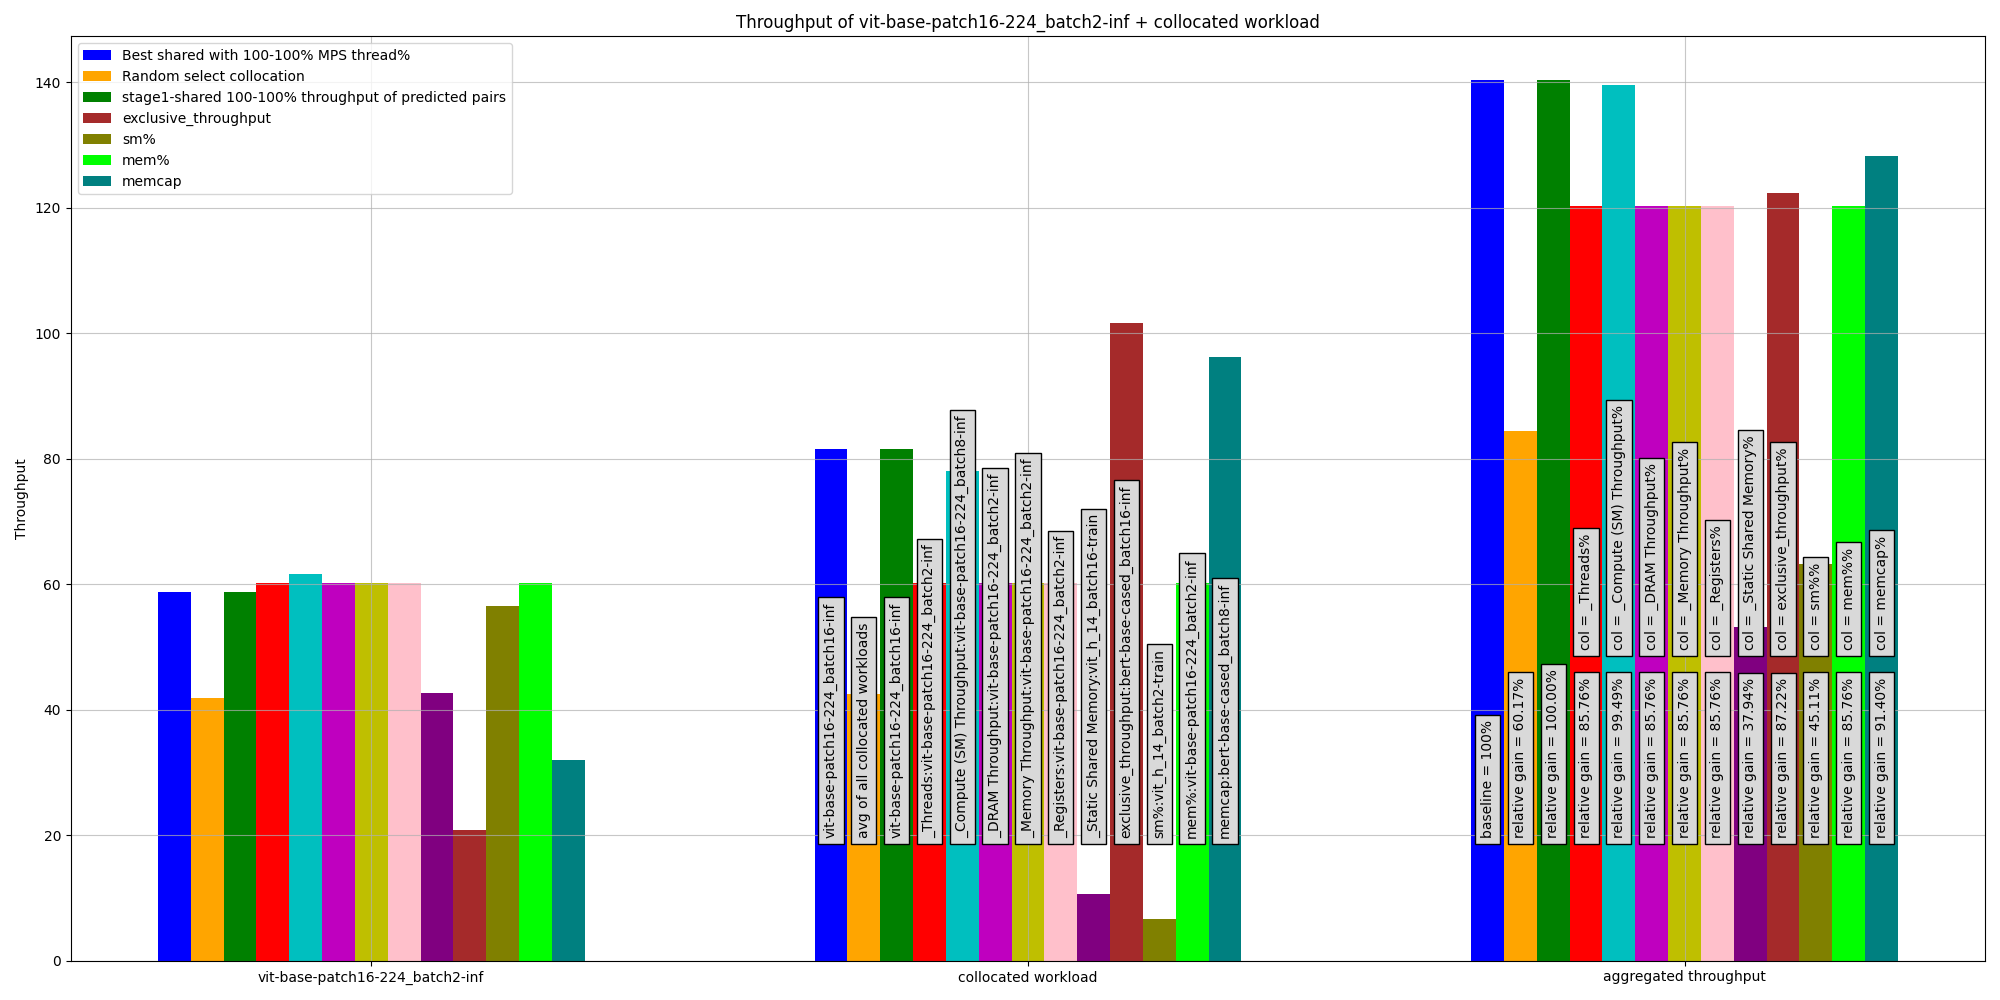 Throughput of vit-base-patch16-224_batch2-inf + collocated workload
Best shared with 100-100% MPS thread%
Random select collocation
stage1-shared 100-100% throughput of predicted pairs
exclusive_throughput
sm%
mem%
memcap
Throughput
140
120
100
80
60
40
20
0
vit-base-patch16-224_batch16-inf
avg of all collocated workloads
vit-base-patch16-224_batch16-inf
_Threads:vit-base-patch16-224_batch2-inf
_Compute (SM) Throughput:vit-base-patch16-224_batch8-inf
_DRAM Throughput:vit-base-patch16-224_batch2-inf
_Memory Throughput:vit-base-patch16-224_batch2-inf
_Registers:vit-base-patch16-224_batch2-inf
_Static Shared Memory:vit_h_14_batch16-train
exclusive_throughput:bert-base-cased_batch16-inf
sm%:vit_h_14_batch2-train
mem%:vit-base-patch16-224_batch2-inf
memcap:bert-base-cased_batch8-inf
col = _Threads%
col = _Compute (SM) Throughput%
col = _DRAM Throughput%
col = _Memory Throughput%
col = _Registers%
col = _Static Shared Memory%
col = exclusive_throughput%
col = sm%%
col = mem%%
col = memcap%
baseline = 100%
relative gain = 60.17%
relative gain = 100.00%
relative gain = 85.76%
relative gain = 99.49%
relative gain = 85.76%
relative gain = 85.76%
relative gain = 85.76%
relative gain = 37.94%
relative gain = 87.22%
relative gain = 45.11%
relative gain = 85.76%
relative gain = 91.40%
vit-base-patch16-224_batch2-inf
collocated workload
aggregated throughput